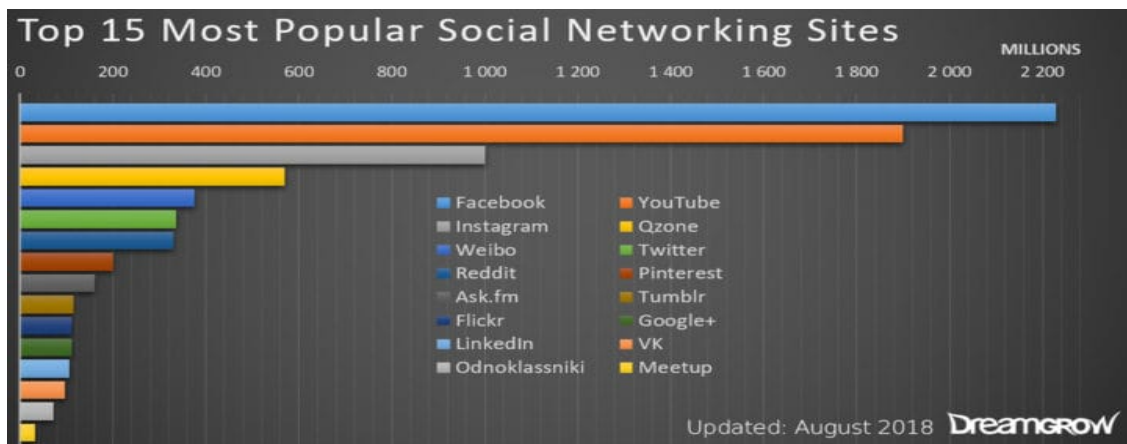 Top 15 Most Popular Social Networking Sites
MILLIONS
0 200 400 600 800 1 000 1 200 1 400 1 600 1 800 2 000 2 200
Facebook YouTube
Instagram Qzone
Weibo Twitter
Reddit Pinterest
Ask.fm Tumblr
Flickr Google+
LinkedIn VK
Odnoklassniki Meetup
Updated: August 2018 DREAMGROW